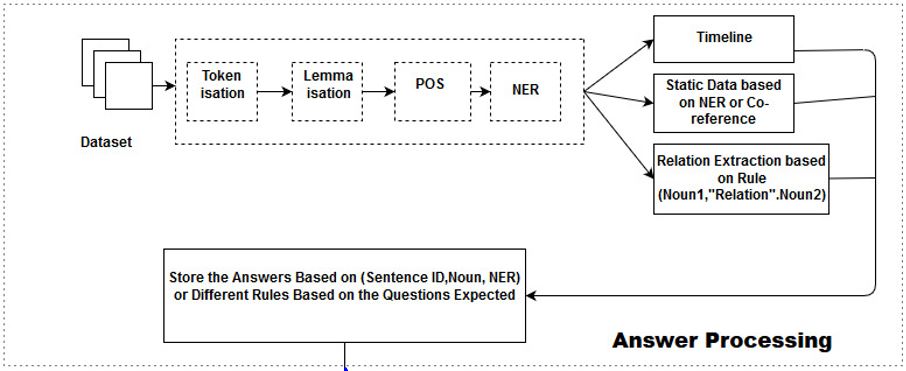 Dataset
Token
isation
Lemma
isation
POS
NER
Timeline
Static Data based
on NER or Co-
reference
Relation Extraction based
on Rule
(Noun1,"Relation".Noun2)
Store the Answers Based on (Sentence ID,Noun, NER)
or Different Rules Based on the Questions Expected
Answer Processing